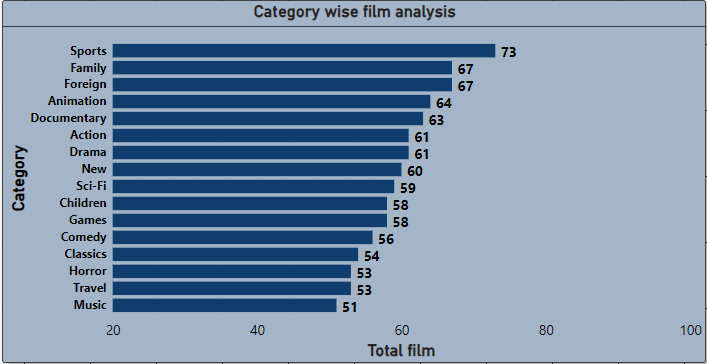 Category wise film analysis
Category
Sports 73
Family 67
Foreign 67
Animation 64
Documentary 63
Action 61
Drama 61
New 60
Sci-Fi 59
Children 58
Games 58
Comedy 56
Classics 54
Horror 53
Travel 53
Music 51
20 40 60 80 100
Total film